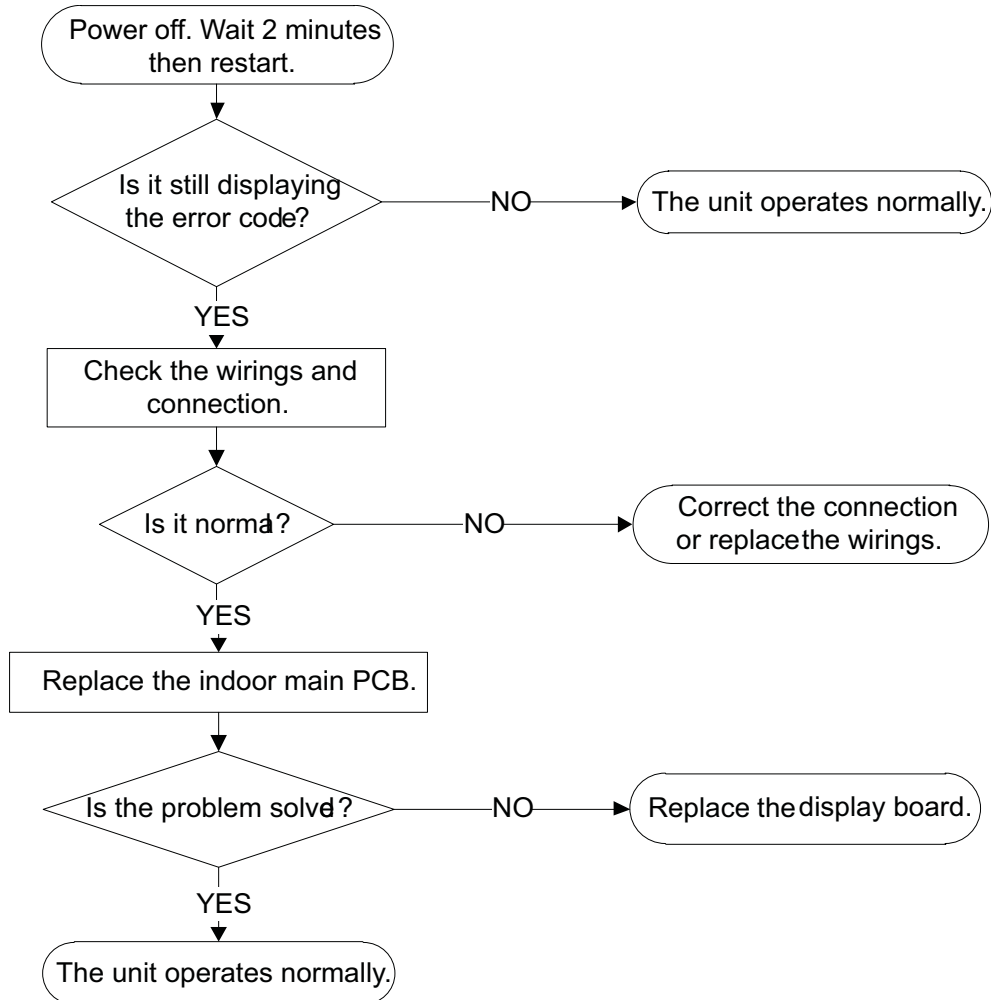 Power off. Wait 2 minutes
then restart.
Is it still displaying
the error code?
NO
The unit operates normally.
YES
Check the wirings and
connection.
Is it normal?
NO
Correct the connection
or replace the wirings.
YES
Replace the indoor main PCB.
Is the problem solved?
NO
Replace the display board.
YES
The unit operates normally.